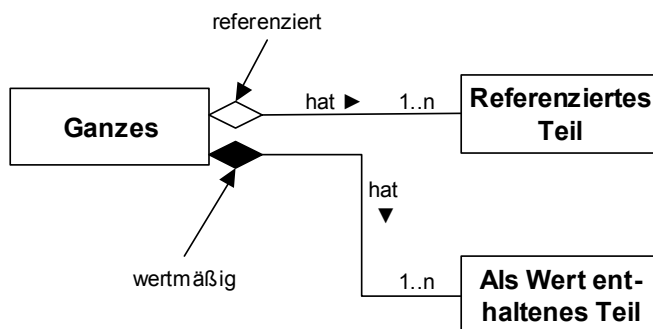 referenziert
Ganzes
hat ►
1..n
Referenziertes
Teil
hat
▼
wertmäßig
1..n
Als Wert ent-
haltenes Teil